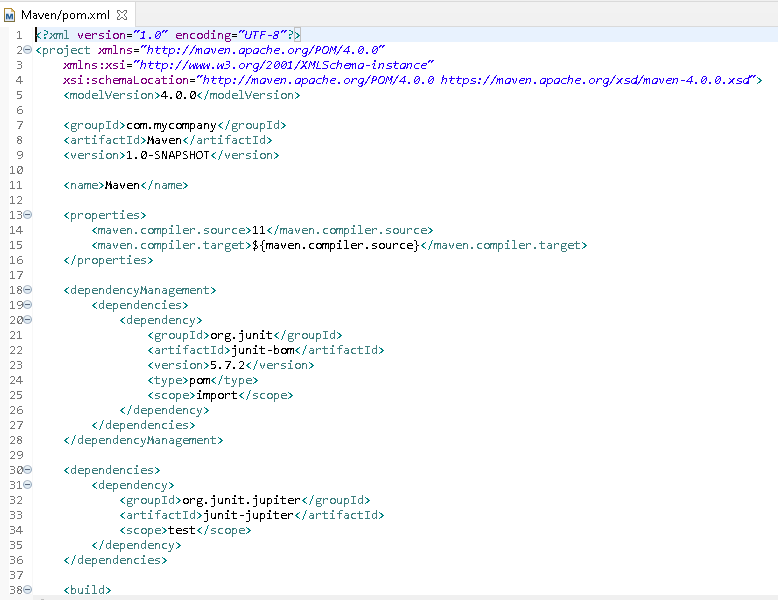 Maven/pom.xml
1 <?xml version="1.0" encoding="UTF-8"?>
2 <project xmlns="http://maven.apache.org/POM/4.0.0"
3 xmlns:xsi="http://www.w3.org/2001/XMLSchema-instance"
4 xsi:schemaLocation="http://maven.apache.org/POM/4.0.0 https://maven.apache.org/xsd/maven-4.0.0.xsd">
5 <modelVersion>4.0.0</modelVersion>
6
7 <groupId>com.mycompany</groupId>
8 <artifactId>Maven</artifactId>
9 <version>1.0-SNAPSHOT</version>
10
11 <name>Maven</name>
12
13 <properties>
14 <maven.compiler.source>11</maven.compiler.source>
15 <maven.compiler.target>${maven.compiler.source}</maven.compiler.target>
16 </properties>
17
18 <dependencyManagement>
19 <dependencies>
20 <dependency>
21 <groupId>org.junit</groupId>
22 <artifactId>junit-bom</artifactId>
23 <version>5.7.2</version>
24 <type>pom</type>
25 <scope>import</scope>
26 </dependency>
27 </dependencies>
28 </dependencyManagement>
29
30 <dependencies>
31 <dependency>
32 <groupId>org.junit.jupiter</groupId>
33 <artifactId>junit-jupiter</artifactId>
34 <scope>test</scope>
35 </dependency>
36 </dependencies>
37
38 <build>